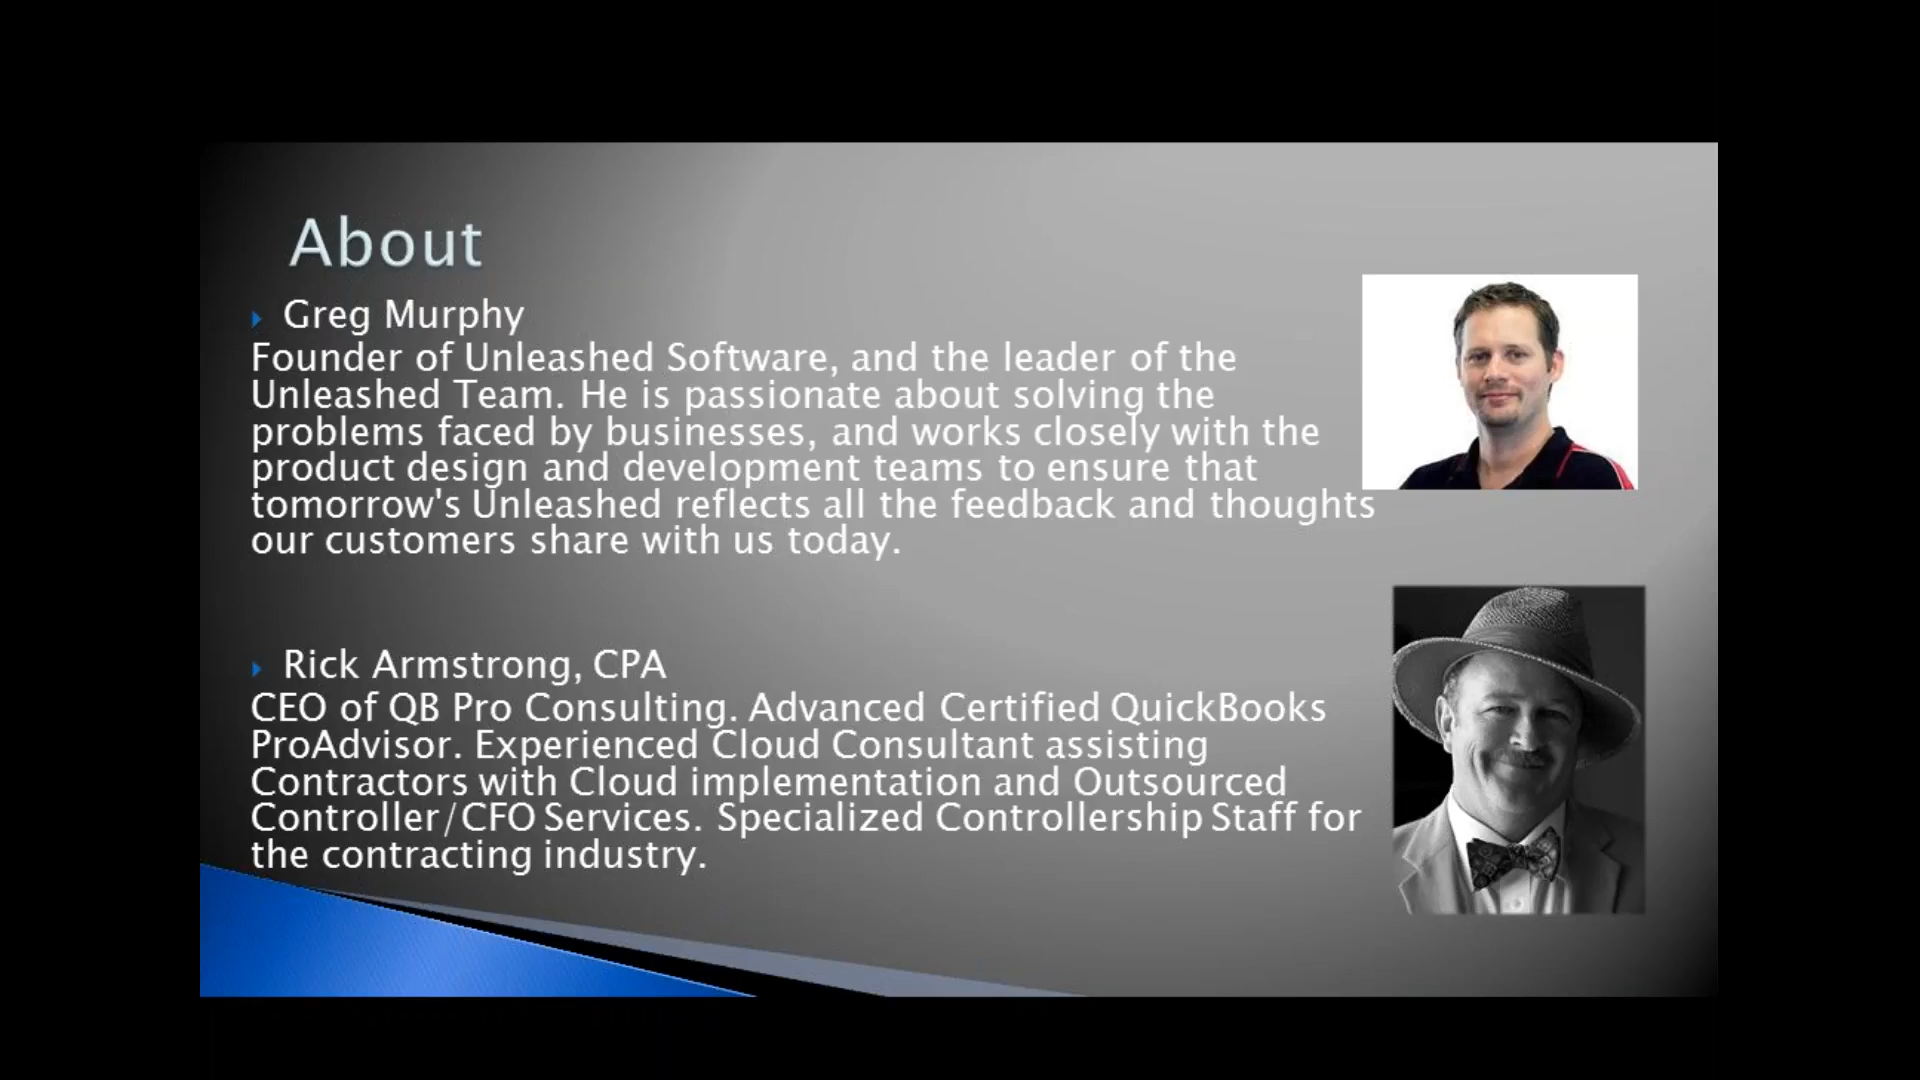 About
Greg Murphy
Founder of Unleashed Software, and the leader of the
Unleashed Team. He is passionate about solving the
problems faced by businesses, and works closely with the
product design and development teams to ensure that
tomorrow's Unleashed reflects all the feedback and thoughts
our customers share with us today.
Rick Armstrong, CPA
CEO of QB Pro Consulting. Advanced Certified QuickBooks
ProAdvisor. Experienced Cloud Consultant assisting
Contractors with Cloud implementation and Outsourced
Controller/CFO Services. Specialized Controllership Staff for
the contracting industry.